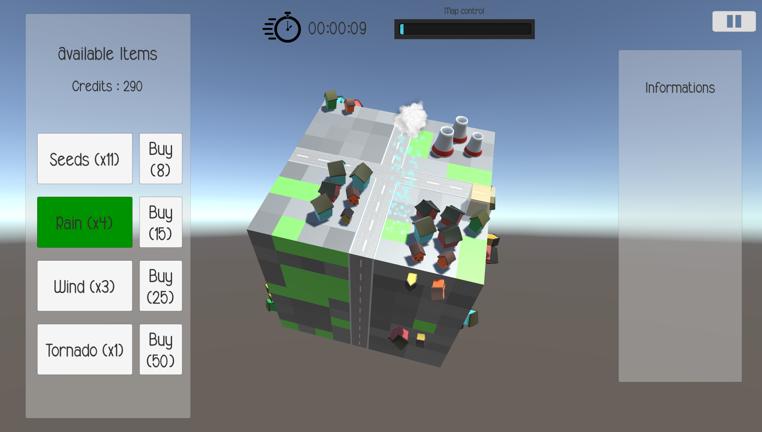 Available Items
Credits : 290
Seeds (x11)
Buy
(8)
Rain (x4)
Buy
(15)
Wind (x3)
Buy
(25)
Tornado (x1)
Buy
(50)
00:00:09
Map control
Informations